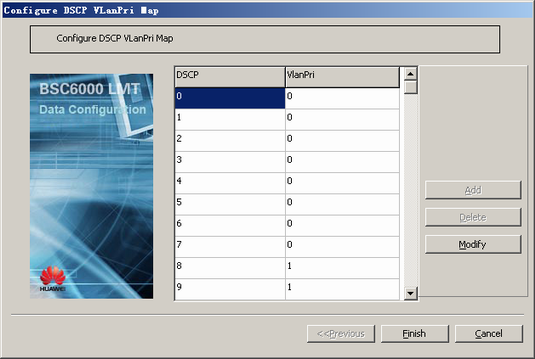 Configure DSCP VLanPri Map
Configure DSCP VLanPri Map
BSC6000 LMT
Data Configuration
HUAWEI
DSCP VlanPri
0 0
1 0
2 0
3 0
4 0
5 0
6 0
7 0
8 1
9 1
Add
Delete
Modify
<<Previous Finish Cancel